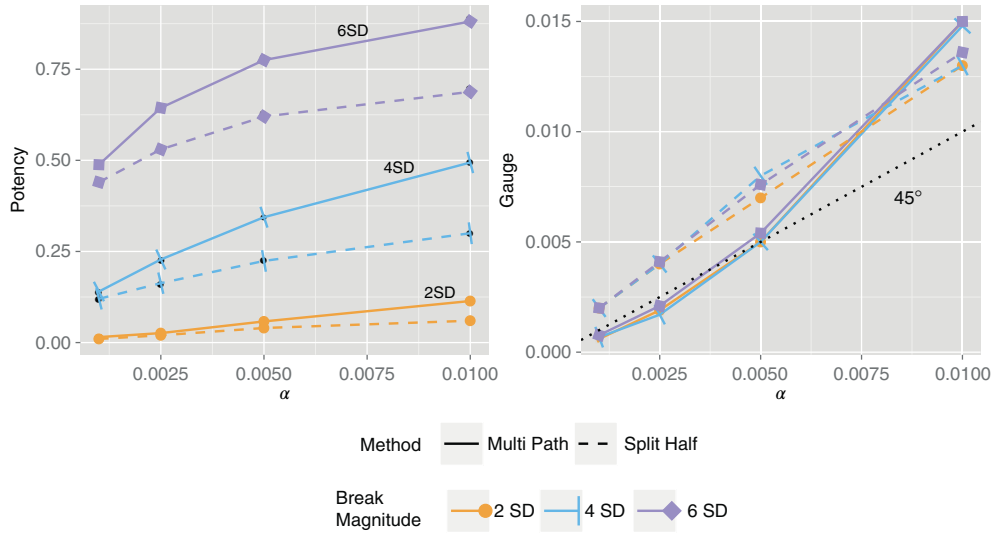 Potency
0.75
0.50
0.25
0.00
6SD
4SD
2SD
0.0025
0.0050
0.0075
0.0100
α
Gauge
0.015
0.010
0.005
0.000
45°
0.0025
0.0050
0.0075
0.0100
α
Method Multi Path Split Half
Break
Magnitude 2 SD 4 SD 6 SD